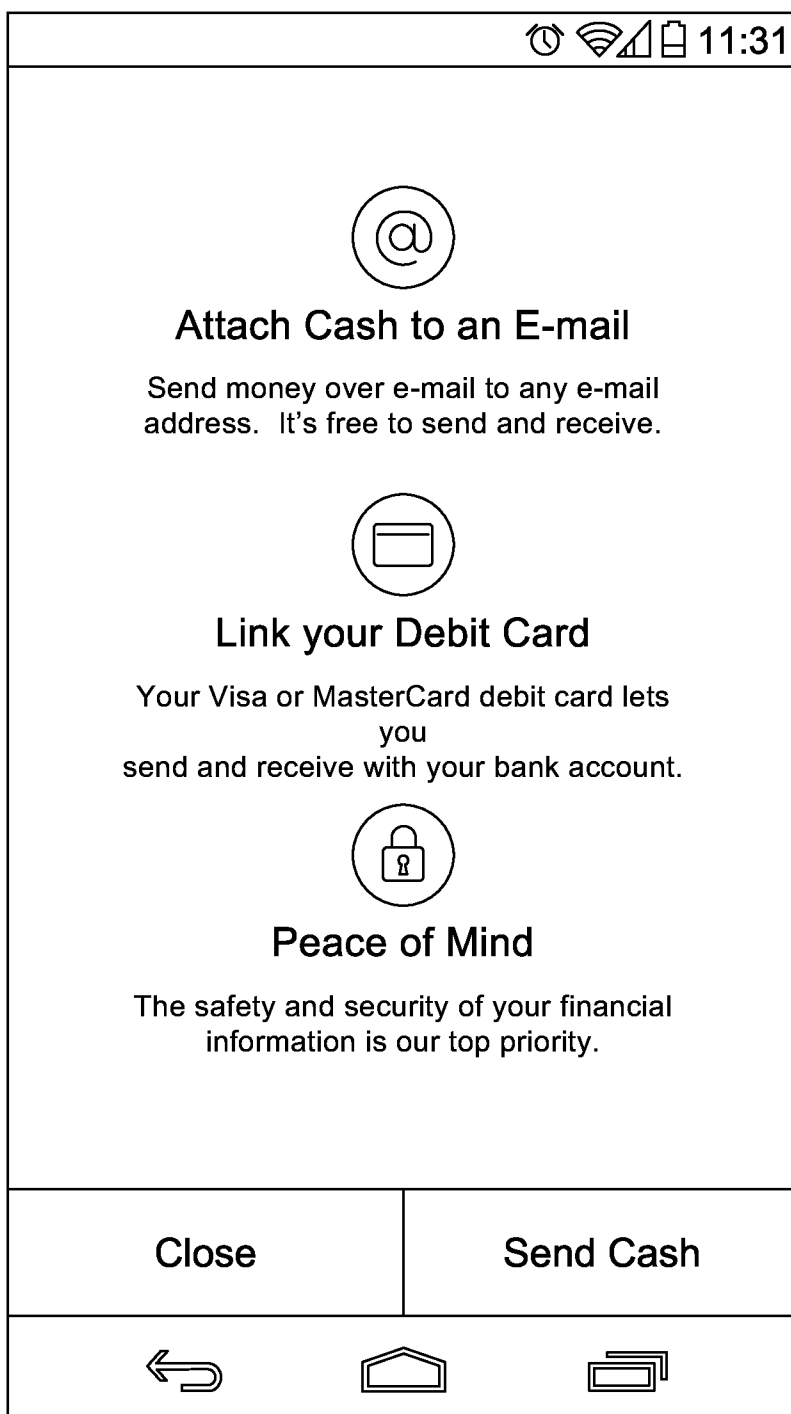 11:31
@
Attach Cash to an E-mail
Send money over e-mail to any e-mail
address.  It’s free to send and receive.
Link your Debit Card
Your Visa or MasterCard debit card lets
you
send and receive with your bank account.
Peace of Mind
The safety and security of your financial
information is our top priority.
Close
Send Cash